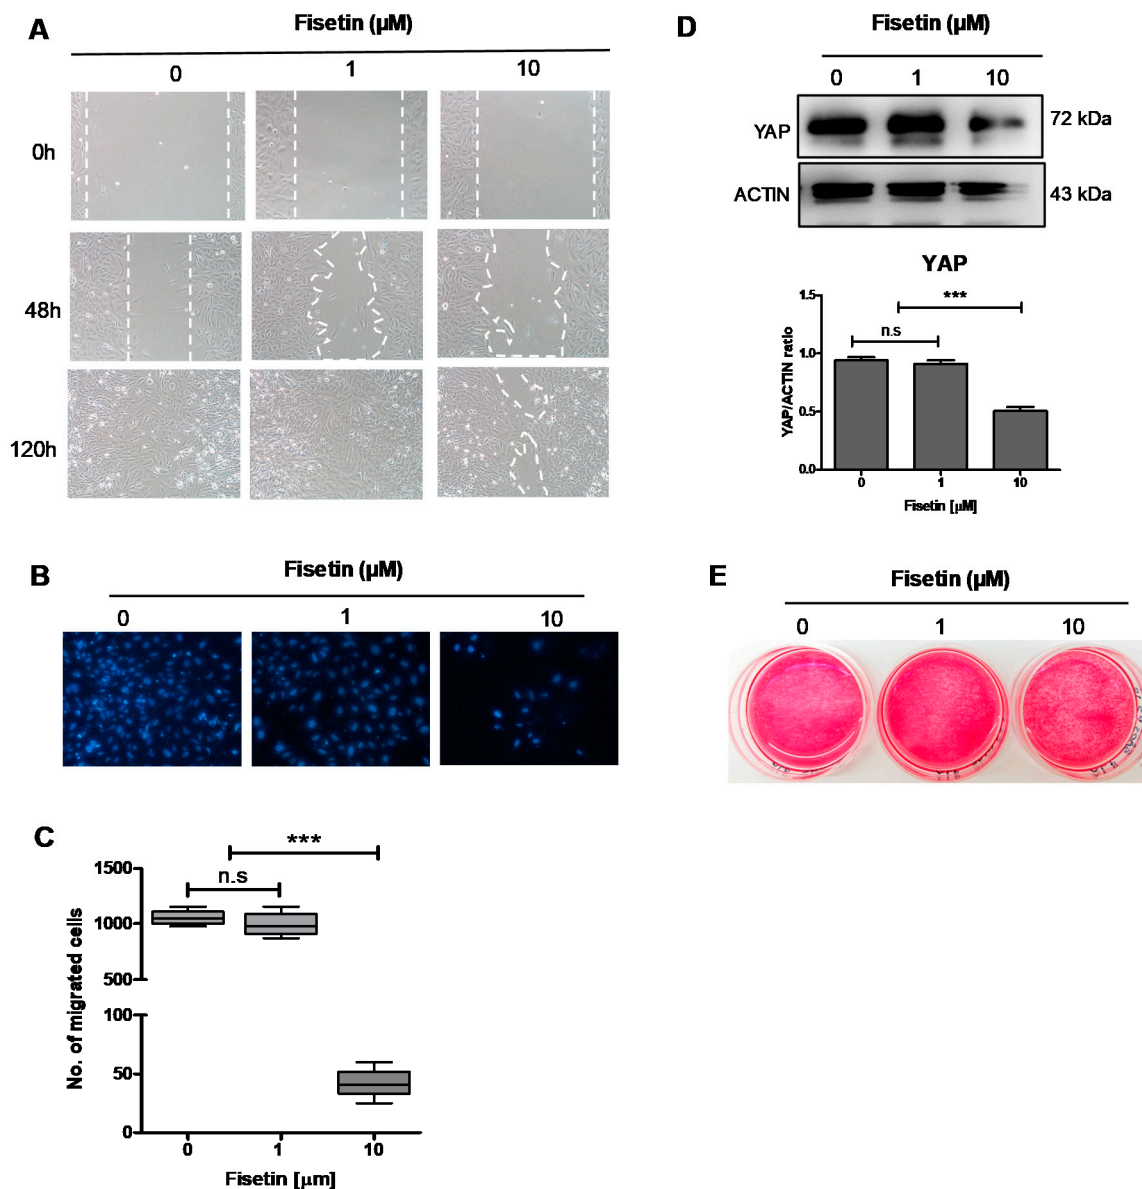 A
Fisetin (µM)
0 1 10
0h
48h
120h
B
Fisetin (µM)
0 1 10
C
***
n.s
1500
1000
500
100
50
0
No. of migrated cells
0 1 10
Fisetin [µm]
D
Fisetin (µM)
0 1 10
YAP 72 kDa
ACTIN 43 kDa
YAP
***
n.s
1.5
1.0
0.5
0.0
YAP/ACTIN ratio
0 1 10
Fisetin [µM]
E
Fisetin (µM)
0 1 10